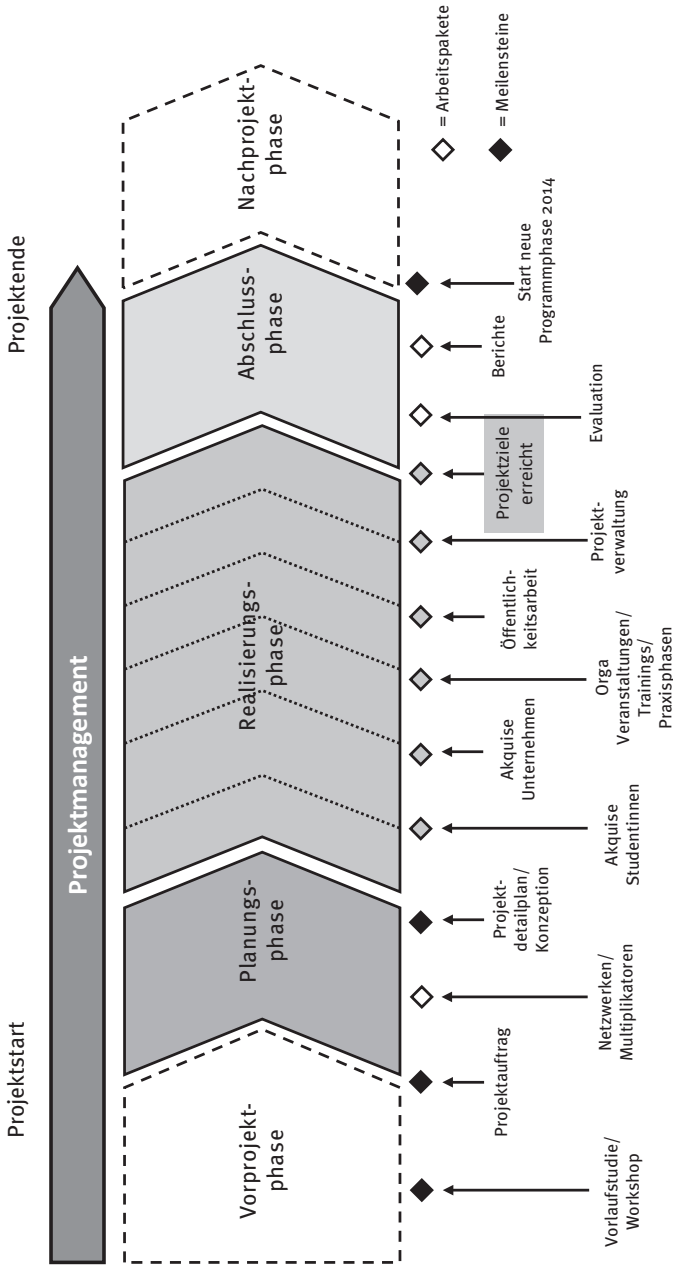 Projektstart
Projektende
Projektmanagement
Vorprojekt-
phase
Planungs-
phase
Realisierungs-
phase
Abschluss-
phase
Nachprojekt-
phase
Vorlaufstudie/
Workshop
Projektauftrag
Netzwerken/
Multiplikatoren
Projekt-
detailplan/
Konzeption
Akquise
Studentinnen
Akquise
Unternehmen
Orga
Veranstaltungen/
Trainings/
Praxisphasen
Öffentlich-
keitsarbeit
Projekt-
verwaltung
Projektziele
erreicht
Evaluation
Berichte
Start neue
Programmphase 2014
= Arbeitspakete
= Meilensteine